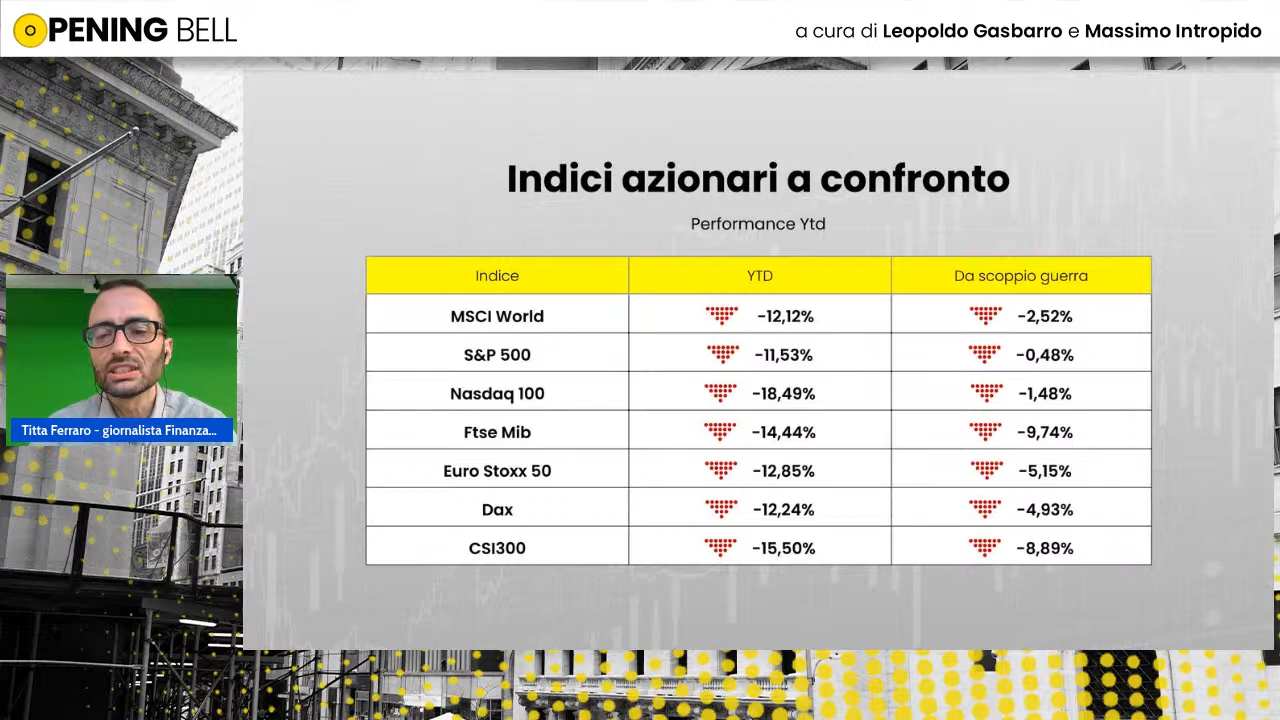 OPENING BELL
a cura di Leopoldo Gasbarro e Massimo Intropido
Indici azionari a confronto
Performance Ytd
Indice YTD Da scoppio guerra
MSCI World -12,12% -2,52%
S&P 500 -11,53% -0,48%
Nasdaq 100 -18,49% -1,48%
Ftse Mib -14,44% -9,74%
Euro Stoxx 50 -12,85% -5,15%
Dax -12,24% -4,93%
CSI300 -15,50% -8,89%
Titta Ferraro - giornalista Finanza...